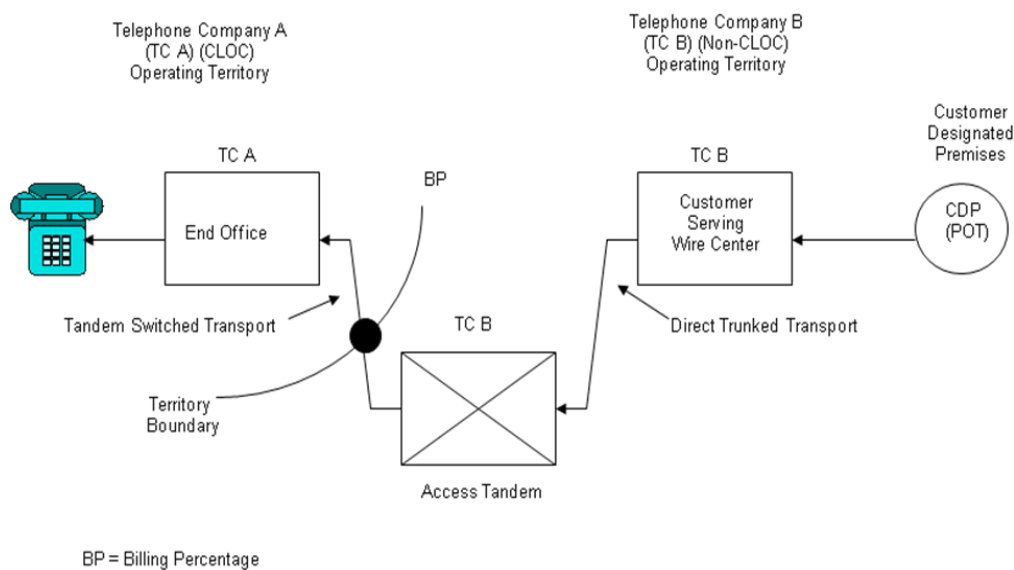 Telephone Company A
(TC A) (CLOC)
Operating Territory
Telephone Company B
(TC B) (Non-CLOC)
Operating Territory
Customer
Designated
Premises
TC A
BP
TC B
End Office
Customer
Serving
Wire Center
CDP
(POT)
Tandem Switched Transport
TC B
Direct Trunked Transport
Territory
Boundary
Access Tandem
BP = Billing Percentage